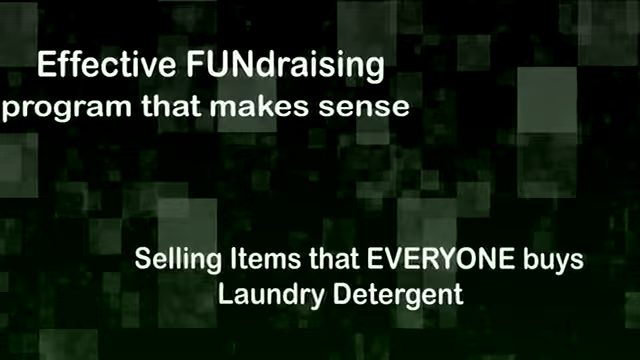 Effective FUNdraising
program that makes sense
Selling Items that EVERYONE buys
Laundry Detergent